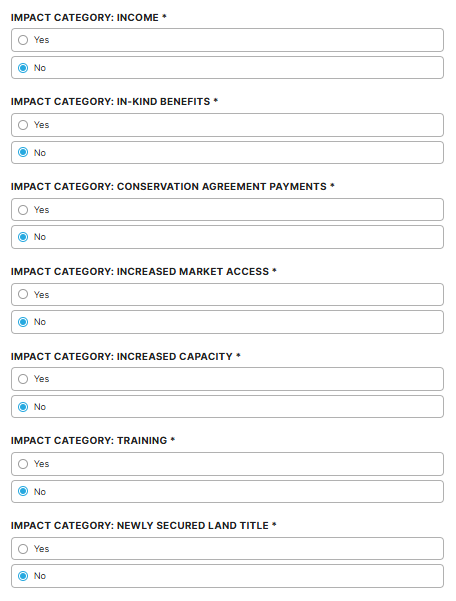 IMPACT CATEGORY: INCOME *
Yes
No
IMPACT CATEGORY: IN-KIND BENEFITS *
Yes
No
IMPACT CATEGORY: CONSERVATION AGREEMENT PAYMENTS *
Yes
No
IMPACT CATEGORY: INCREASED MARKET ACCESS *
Yes
No
IMPACT CATEGORY: INCREASED CAPACITY *
Yes
No
IMPACT CATEGORY: TRAINING *
Yes
No
IMPACT CATEGORY: NEWLY SECURED LAND TITLE *
Yes
No